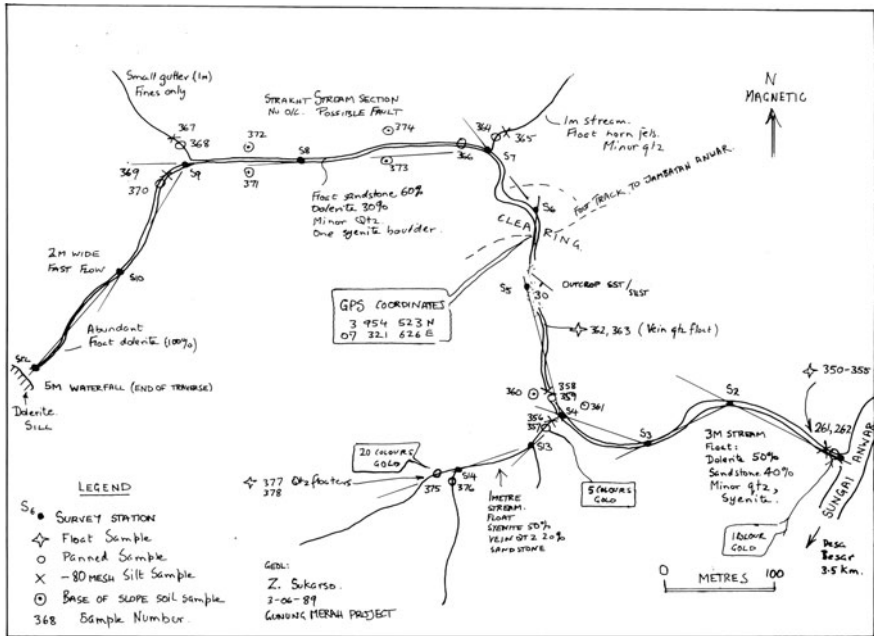 Small gutter (1m)
Fines only
367
368
369
370
S9
372
371
STRAIGHT STREAM SECTION
No O/C. POSSIBLE FAULT
S8
374
373
366
364
365
S7
1m stream.
Float horn fels.
Minor qtz
N
MAGNETIC
Float sandstone 60%
Dolerite 30%
Minor Qtz.
One syenite boulder.
FOOT TRACK TO JAMBATAN ANWAR.
S6
CLEARING.
2M WIDE
FAST FLOW
S10
GPS COORDINATES
3 954 523 N
07 321 626 E
S5
30
OUTCROP SST/
362, 363 (Vein qtz float)
Abundant
Float dolerite (100%)
5M WATERFALL (END OF TRAVERSE)
Dolerite
SILL
360
358
359
361
356
357
S4
S3
S2
350-355
261, 262
SUNGAI ANWAR
3M STREAM
Float:
Dolerite 50%
Sandstone 40%
Minor qtz,
Syenite.
S13
20 COLOURS
GOLD
5 COLOURS
GOLD
1 COLOUR
GOLD
377
378
Qtz floaters
375
376
S14
1 METRE
STREAM.
FLOAT
SYENITE 50%
VEIN QTZ 20%
SANDSTONE
Desa
Besar
3.5 Km.
0 METRES 100
LEGEND
S6 SURVEY STATION
Float Sample
Panned Sample
-80 MESH Silt Sample
BASE OF SLOPE SOIL SAMPLE
368 Sample Number.
GEOL:
Z. Sukarso.
3-06-89
GUNUNG MERAH PROJECT